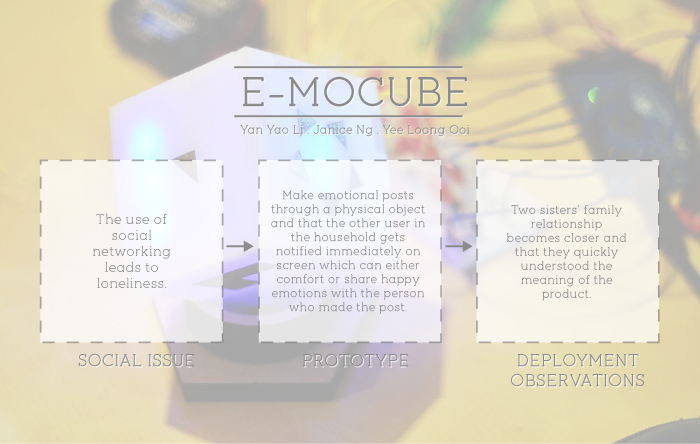 E-MOCUBE
Yan Yao Li . Janice Ng . Yee Loong Ooi
The use of
social
networking
leads to
loneliness.
SOCIAL ISSUE
Make emotional posts
through a physical object
and that the other user in
the household gets
notified immediately on
screen which can either
comfort or share happy
emotions with the person
who made the post.
PROTOTYPE
Two sisters' family
relationship
becomes closer and
that they quickly
understood the
meaning of the
product.
DEPLOYMENT
OBSERVATIONS